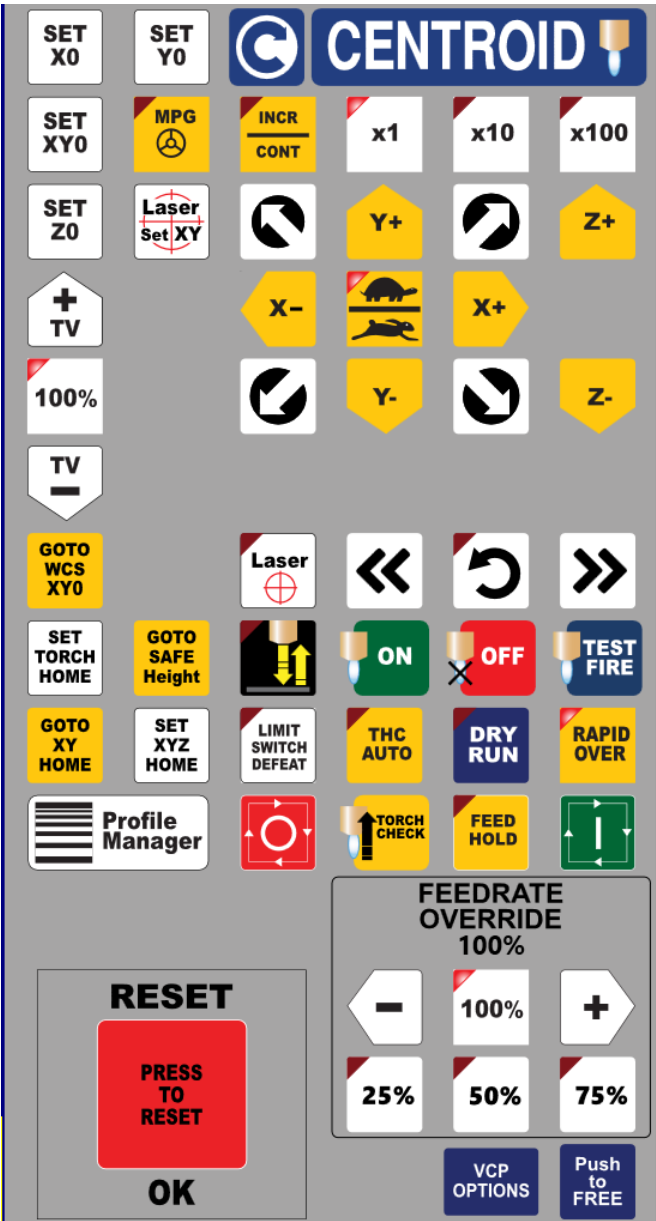 SET
X0
SET
Y0
C CENTROID
SET
XY0
MPG
INCR
CONT
x1
x10
x100
SET
Z0
Laser
Set XY
Y+
Z+
+
TV
X-
X+
100%
Y-
Z-
TV
-
GOTO
WCS
XY0
Laser
SET
TORCH
HOME
GOTO
SAFE
Height
ON
OFF
TEST
FIRE
GOTO
XY
HOME
SET
XYZ
HOME
LIMIT
SWITCH
DEFEAT
THC
AUTO
DRY
RUN
RAPID
OVER
Profile
Manager
TORCH
CHECK
FEED
HOLD
FEEDRATE
OVERRIDE
100%
-
100%
+
25%
50%
75%
RESET
PRESS
TO
RESET
OK
VCP
OPTIONS
Push
to
FREE